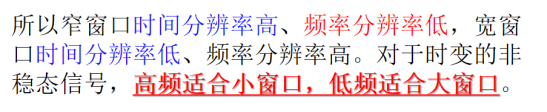 所以窄窗口时间分辨率高、频率分辨率低，宽窗
口时间分辨率低、频率分辨率高。对于时变的非
稳态信号，高频适合小窗口，低频适合大窗口。